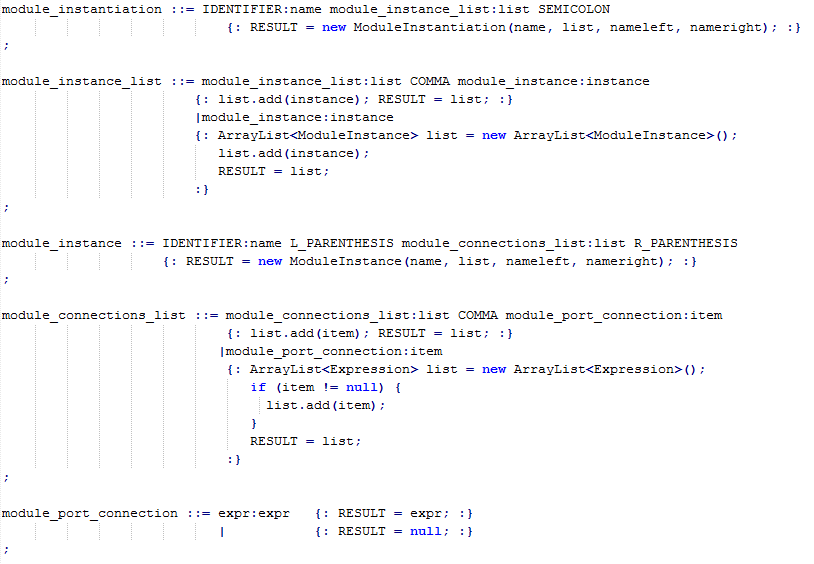 module_instantiation ::= IDENTIFIER:name module_instance_list:list SEMICOLON
{: RESULT = new ModuleInstantiation(name, list, nameleft, nameright); :}
;
module_instance_list ::= module_instance_list:list COMMA module_instance:instance
{: list.add(instance); RESULT = list; :}
|module_instance:instance
{: ArrayList<ModuleInstance> list = new ArrayList<ModuleInstance>();
list.add(instance);
RESULT = list;
:}
;
module_instance ::= IDENTIFIER:name L_PARENTHESIS module_connections_list:list R_PARENTHESIS
{: RESULT = new ModuleInstance(name, list, nameleft, nameright); :}
;
module_connections_list ::= module_connections_list:list COMMA module_port_connection:item
{: list.add(item); RESULT = list; :}
|module_port_connection:item
{: ArrayList<Expression> list = new ArrayList<Expression>();
if (item != null) {
list.add(item);
}
RESULT = list;
:}
;
module_port_connection ::= expr:expr {: RESULT = expr; :}
| {: RESULT = null; :}
;